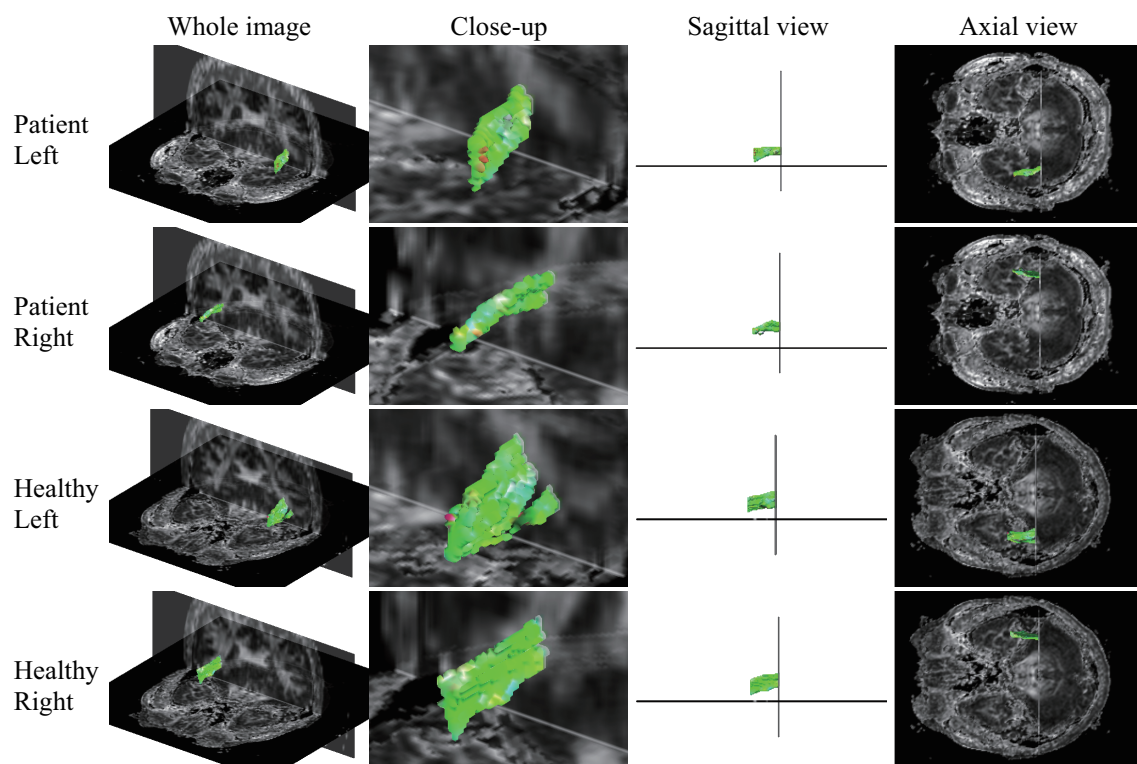 Whole image
Close-up
Sagittal view
Axial view
Patient
Left
Patient
Right
Healthy
Left
Healthy
Right